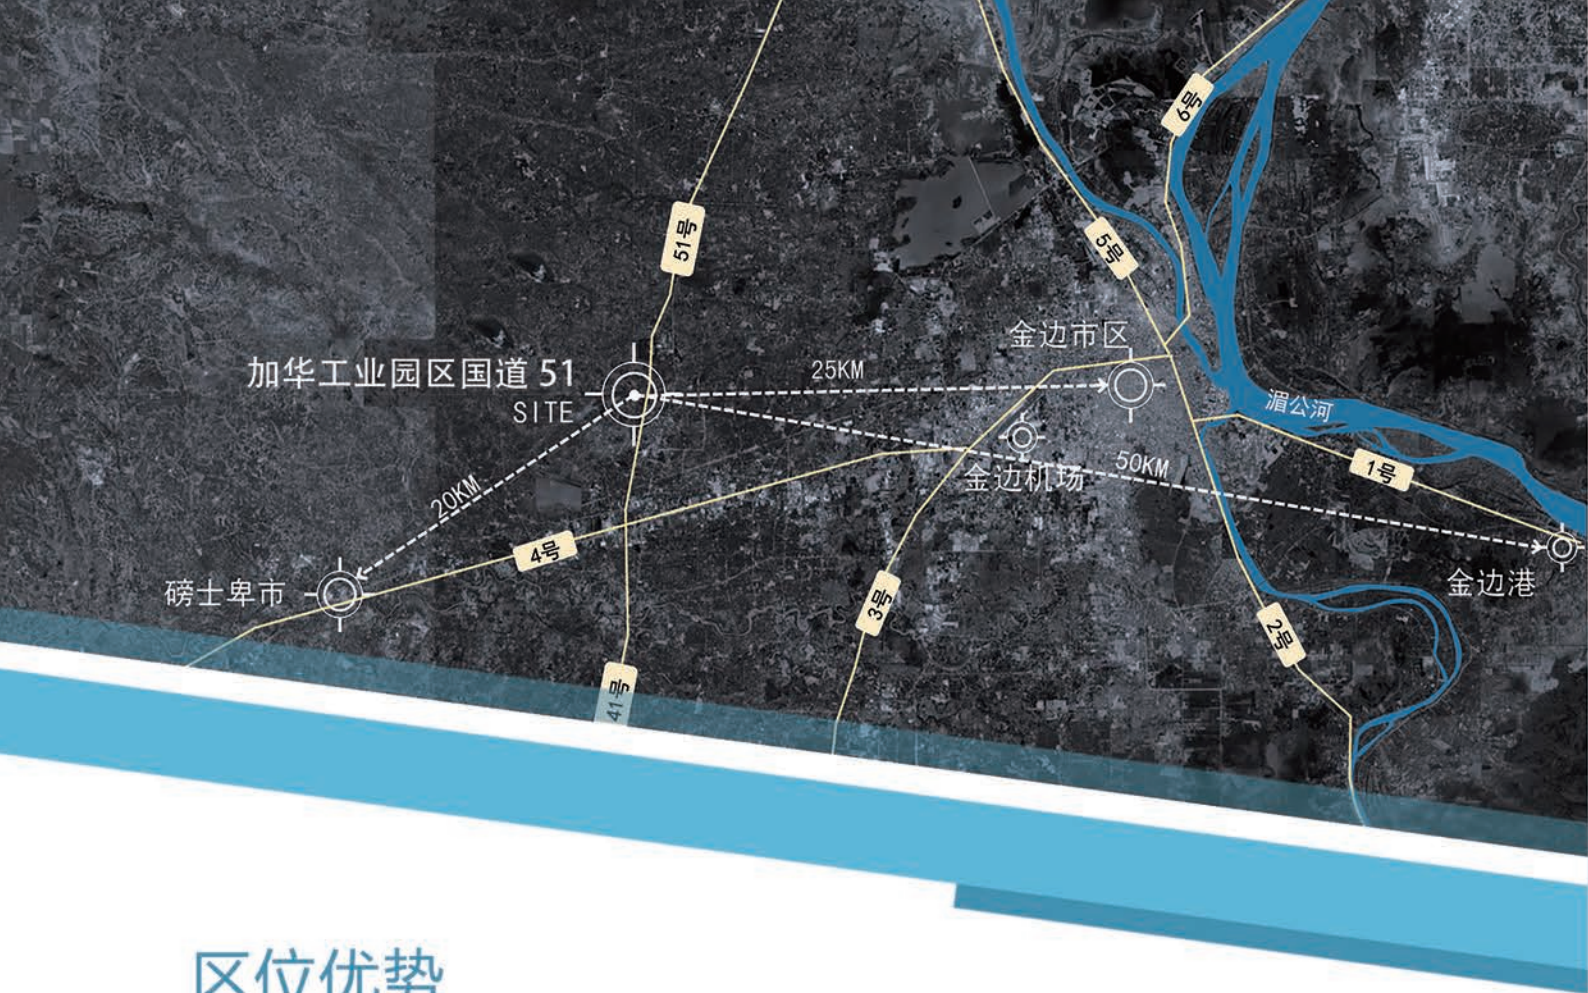 6号
51号
5号
金边市区
加华工业园区国道 51
SITE
25KM
湄公河
50KM
1号
金边机场
20KM
4号
金边港
磅士卑市
3号
2号
41号
区位优势